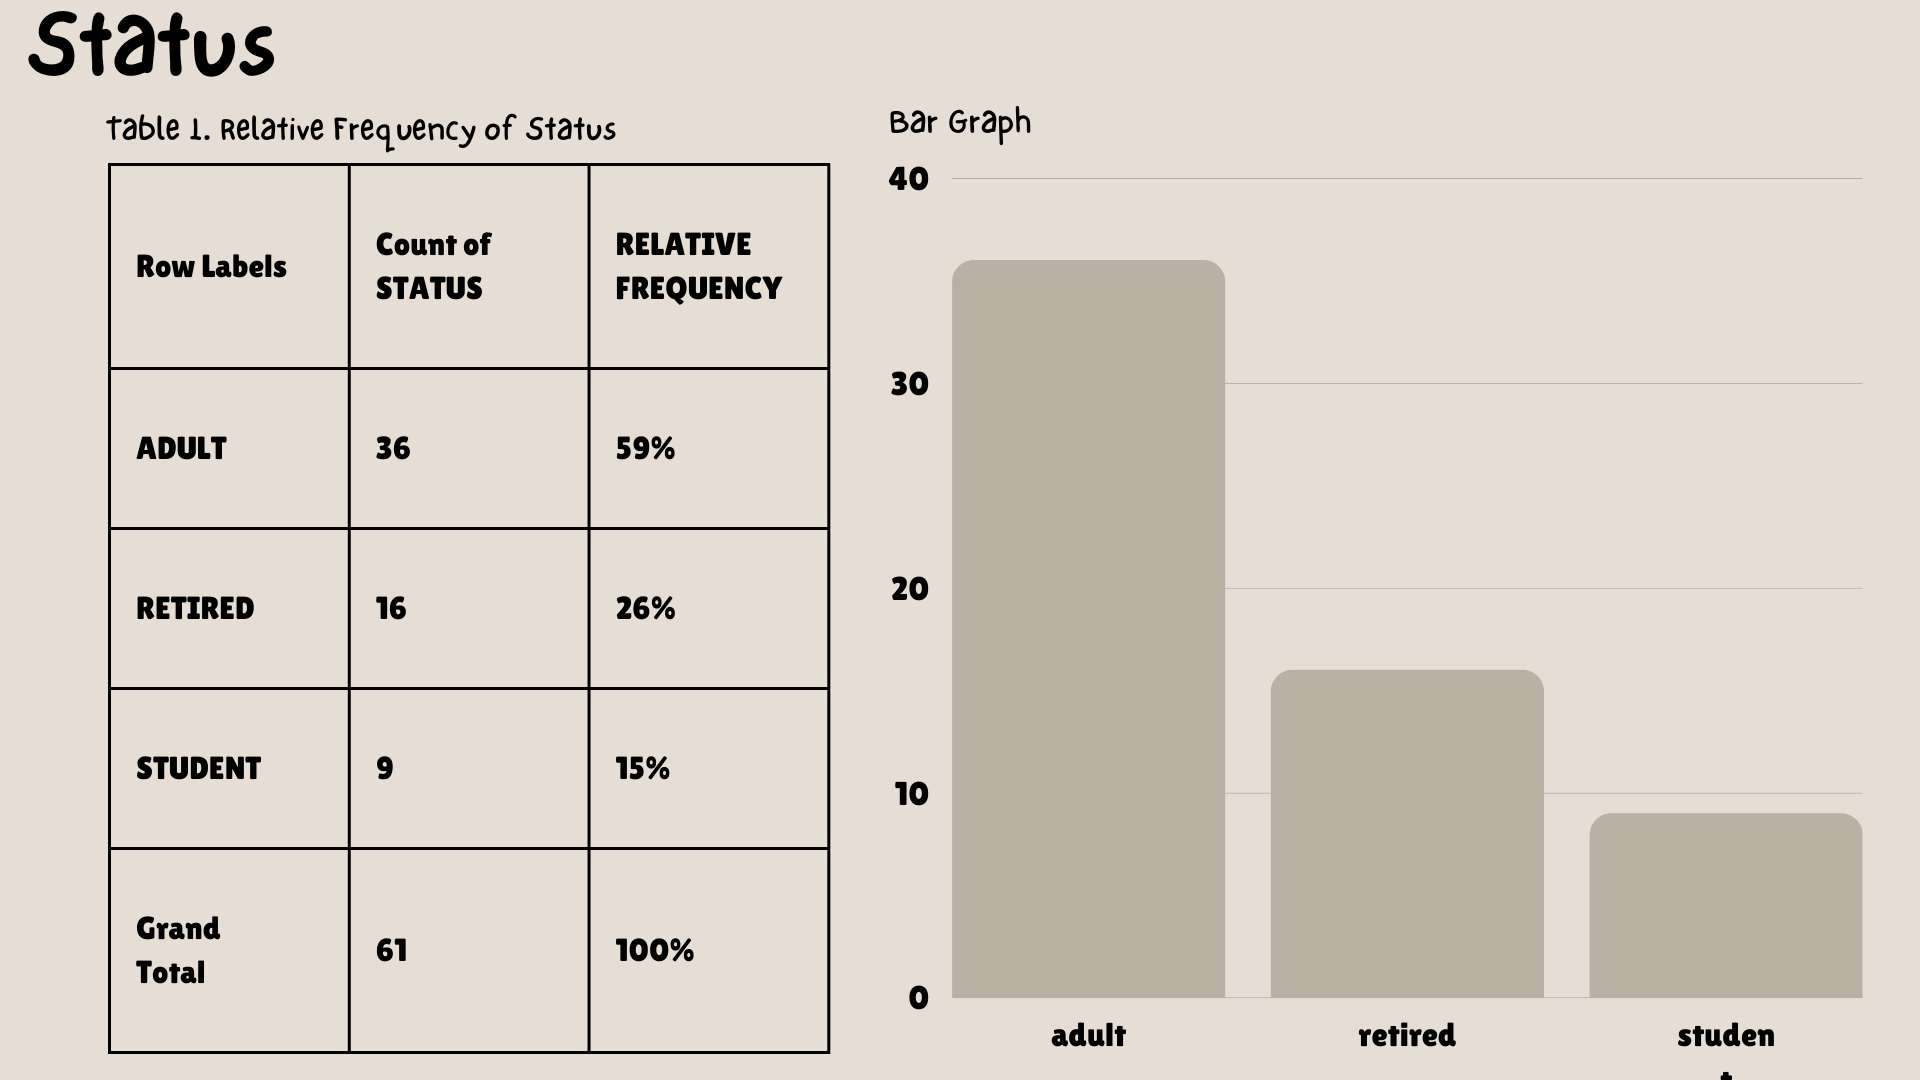 Status
Table 1. Relative Frequency of Status
Row Labels
Count of
STATUS
RELATIVE
FREQUENCY
ADULT
36
59%
RETIRED
16
26%
STUDENT
9
15%
Grand
Total
61
100%
Bar Graph
40
30
20
10
0
adult
retired
studen
t